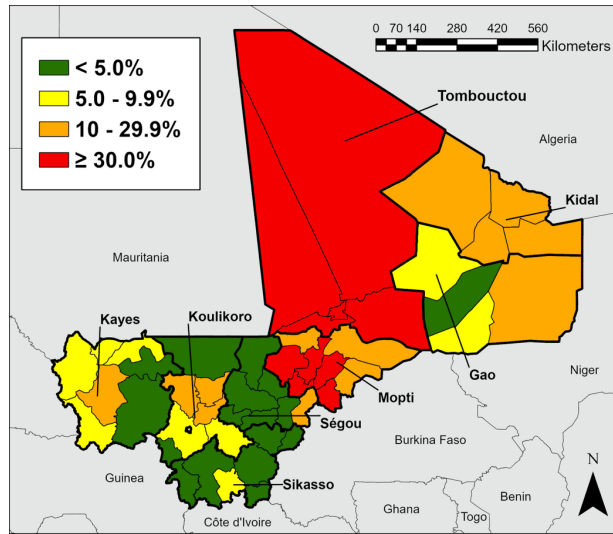 0 70 140 280 420 560
Kilometers
< 5.0%
5.0 - 9.9%
10 - 29.9%
≥ 30.0%
Tombouctou
Algeria
Kidal
Mauritania
Kayes
Koulikoro
Gao
Niger
Mopti
Ségou
Burkina Faso
N
Guinea
Sikasso
Benin
Ghana
Togo
Côte d'Ivoire